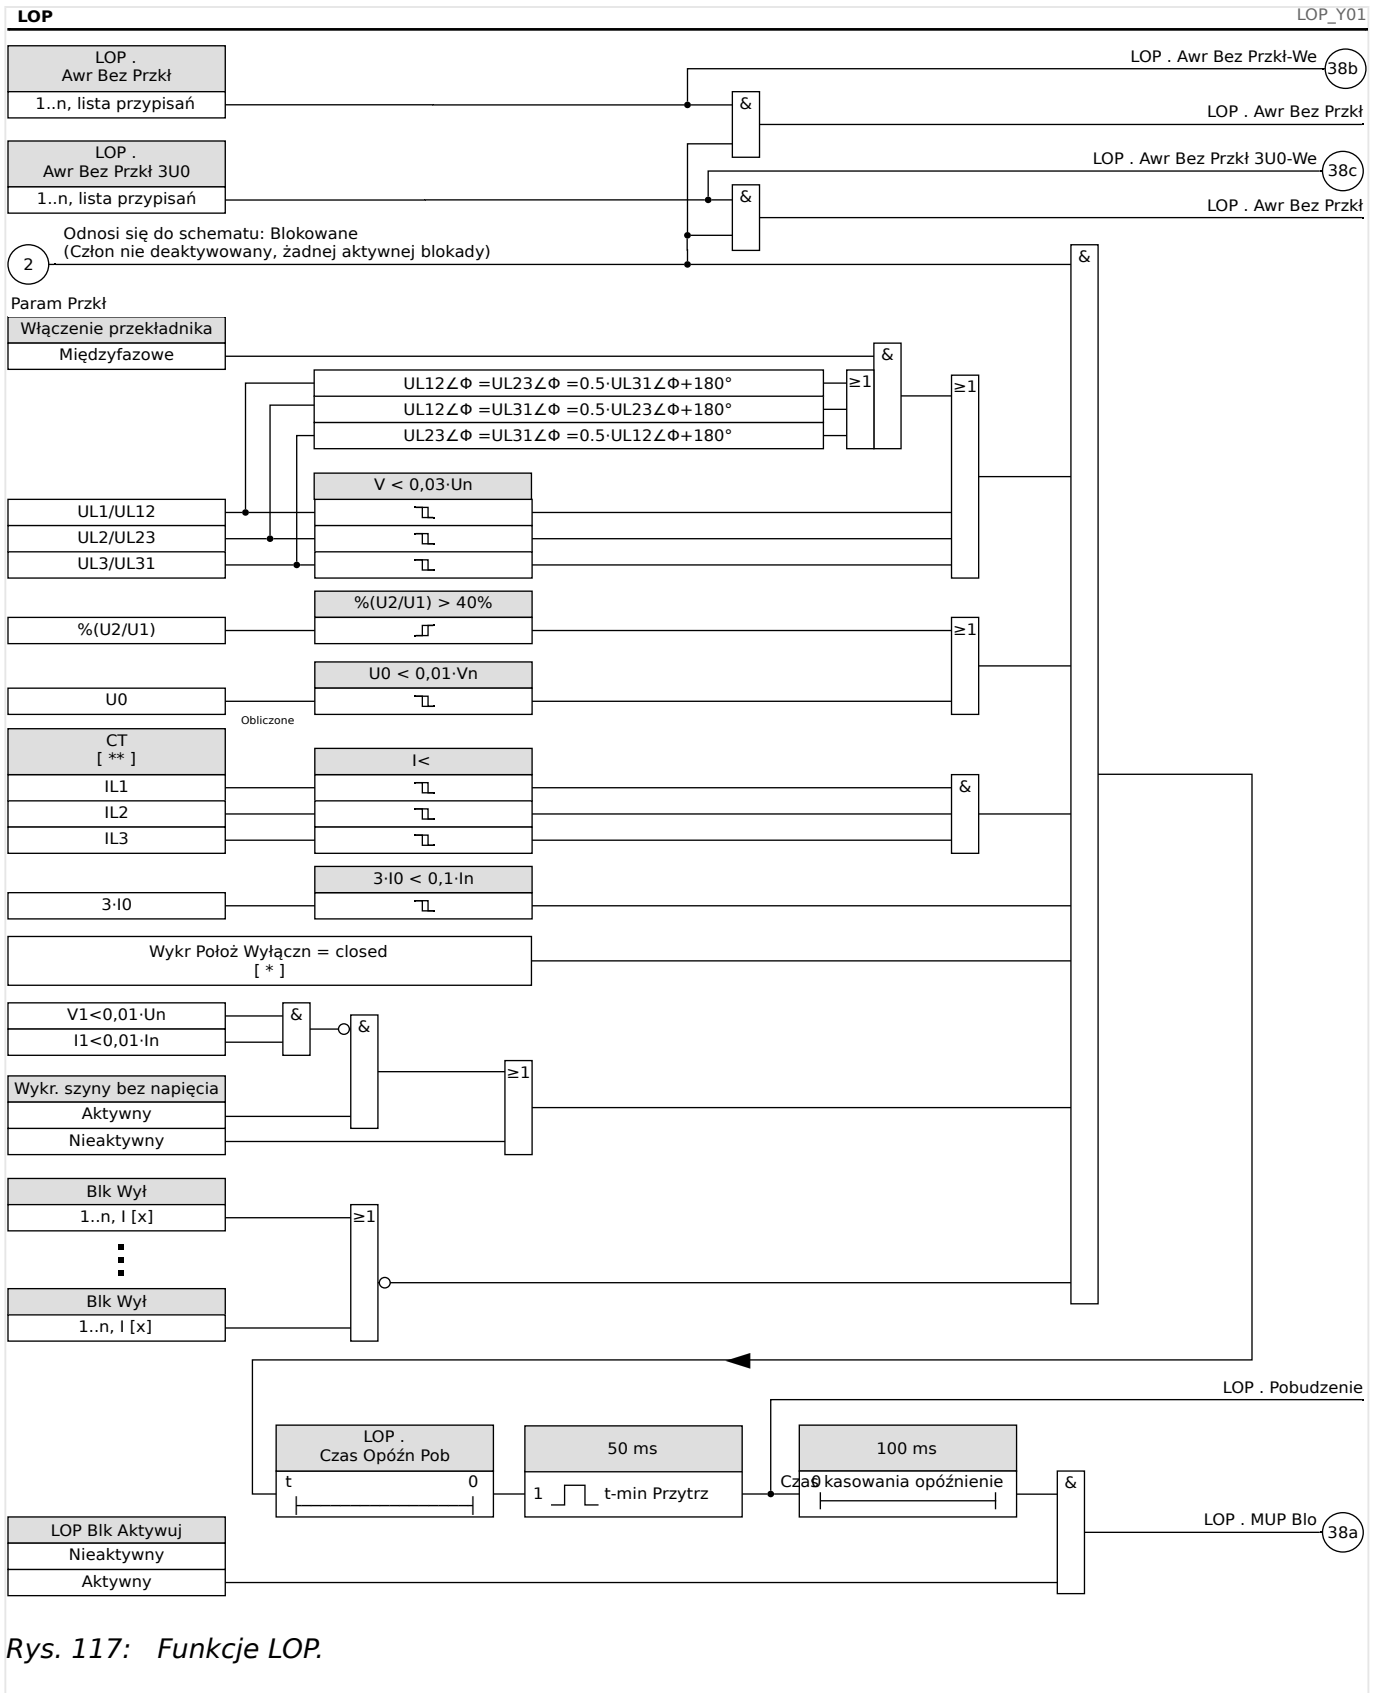 LOP
LOP_Y01
LOP .
Awr Bez Przkł
1..n, lista przypisań
LOP . Awr Bez Przkł-We
38b
&
LOP . Awr Bez Przkł
LOP .
Awr Bez Przkł 3U0
1..n, lista przypisań
LOP . Awr Bez Przkł 3U0-We
38c
&
LOP . Awr Bez Przkł
Odnosi się do schematu: Blokowane
(Człon nie deaktywowany, żadnej aktywnej blokady)
2
&
Param Przkł
Włączenie przekładnika
Międzyfazowe
&
UL12∠Φ =UL23∠Φ =0.5·UL31∠Φ+180°
≥1
≥1
UL12∠Φ =UL31∠Φ =0.5·UL23∠Φ+180°
UL23∠Φ =UL31∠Φ =0.5·UL12∠Φ+180°
V < 0,03·Un
UL1/UL12
UL2/UL23
UL3/UL31
%(U2/U1) > 40%
%(U2/U1)
≥1
U0 < 0,01·Vn
U0
Obliczone
CT
[ ** ]
I<
IL1
&
IL2
IL3
3·I0 < 0,1·In
3·I0
Wykr Położ Wyłączn = closed
[ * ]
V1<0,01·Un
&
&
I1<0,01·In
≥1
Wykr. szyny bez napięcia
Aktywny
Nieaktywny
Blk Wył
1..n, I [x]
≥1
Blk Wył
1..n, I [x]
LOP . Pobudzenie
LOP .
Czas Opóźn Pob
t
0
50 ms
1
t-min Przytrz
100 ms
0
Czas kasowania opóźnienie
&
LOP . MUP Blo
38a
LOP Blk Aktywuj
Nieaktywny
Aktywny
Rys. 117: Funkcje LOP.